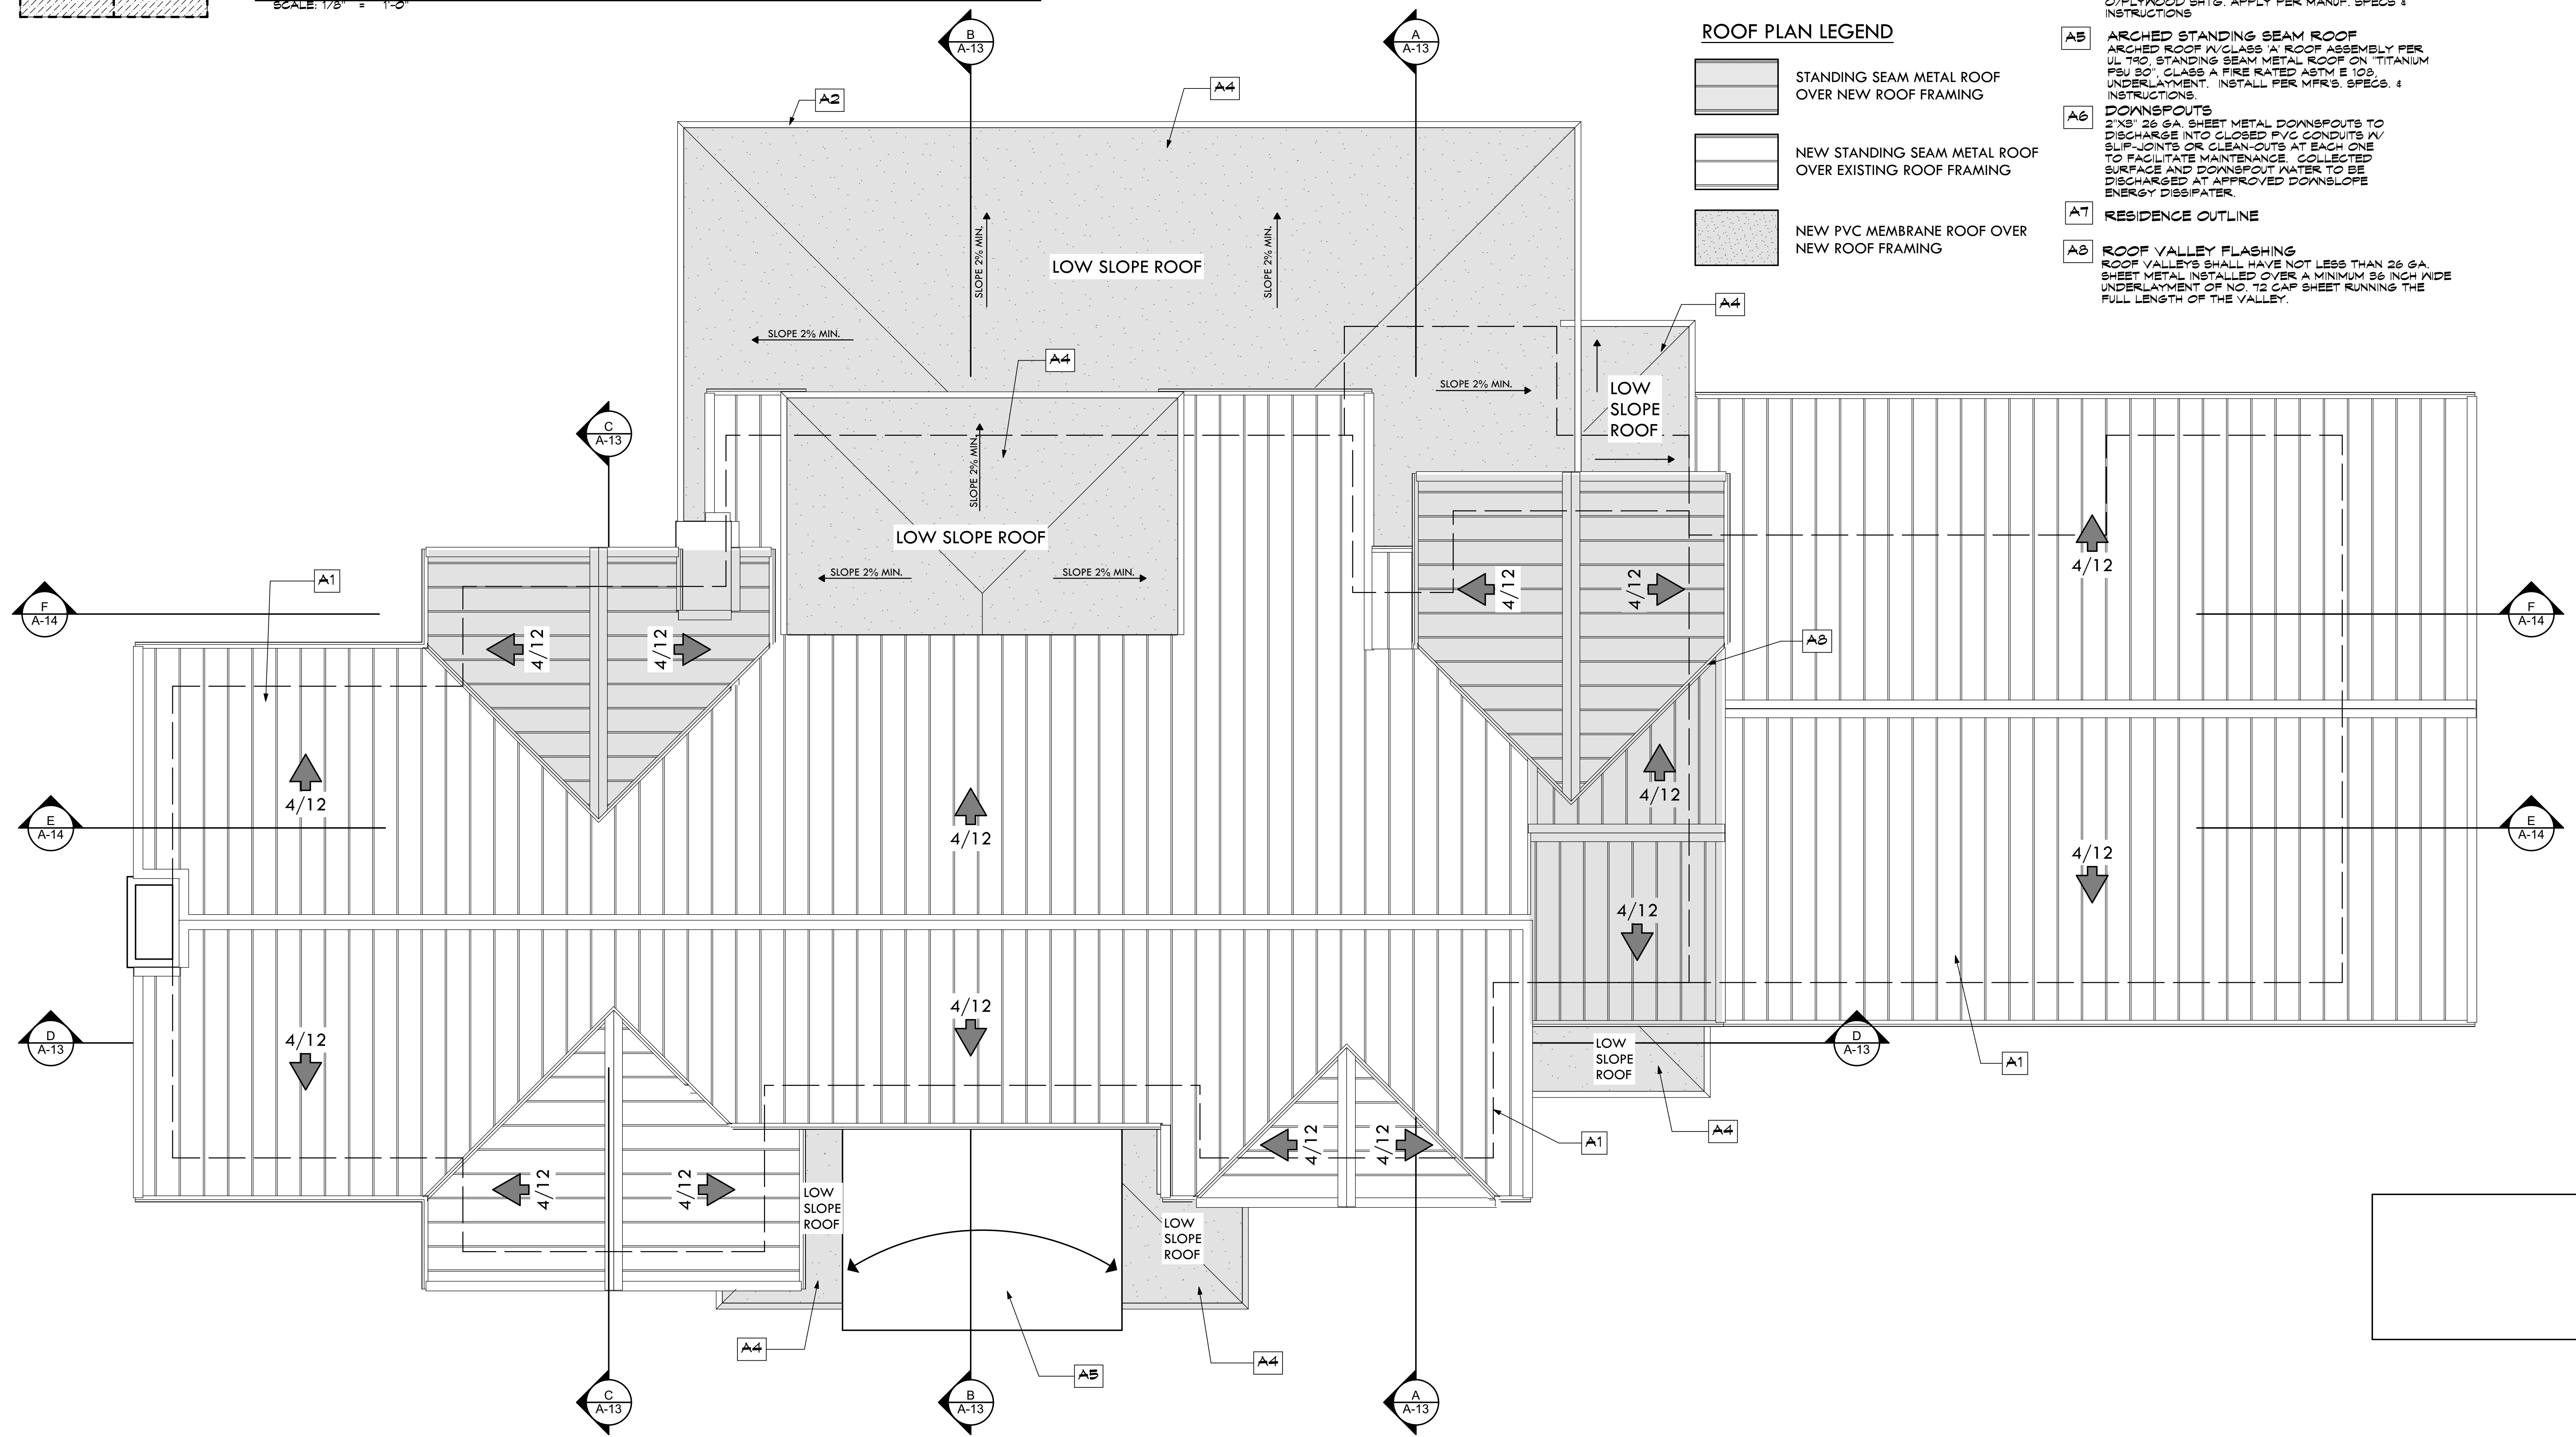 SCALE: 1/8" = 1'-0"
O/PLYWOOD SHTG. APPLY PER MANUF. SPECS &
INSTRUCTIONS
ROOF PLAN LEGEND
STANDING SEAM METAL ROOF
OVER NEW ROOF FRAMING
NEW STANDING SEAM METAL ROOF
OVER EXISTING ROOF FRAMING
NEW PVC MEMBRANE ROOF OVER
NEW ROOF FRAMING
A5 ARCHED STANDING SEAM ROOF
ARCHED ROOF W/CLASS 'A' ROOF ASSEMBLY PER
UL 790, STANDING SEAM METAL ROOF ON "TITANIUM
PSU 30", CLASS A FIRE RATED ASTM E 108,
UNDERLAYMENT. INSTALL PER MFR'S. SPECS. &
INSTRUCTIONS.
A6 DOWNSPOUTS
2"X3" 26 GA. SHEET METAL DOWNSPOUTS TO
DISCHARGE INTO CLOSED PVC CONDUITS W/
SLIP-JOINTS OR CLEAN-OUTS AT EACH ONE
TO FACILITATE MAINTENANCE. COLLECTED
SURFACE AND DOWNSPOUT WATER TO BE
DISCHARGED AT APPROVED DOWNSLOPE
ENERGY DISSIPATER.
A7 RESIDENCE OUTLINE
A8 ROOF VALLEY FLASHING
ROOF VALLEYS SHALL HAVE NOT LESS THAN 26 GA.
SHEET METAL INSTALLED OVER A MINIMUM 36 INCH WIDE
UNDERLAYMENT OF NO. 72 CAP SHEET RUNNING THE
FULL LENGTH OF THE VALLEY.
B
A-13
A
A-13
A2
A4
SLOPE 2% MIN.
SLOPE 2% MIN.
LOW SLOPE ROOF
SLOPE 2% MIN.
A4
A4
SLOPE 2% MIN.
LOW
SLOPE
ROOF
C
A-13
SLOPE 2% MIN.
LOW SLOPE ROOF
SLOPE 2% MIN.
SLOPE 2% MIN.
A1
F
A-14
4/12
4/12
4/12
4/12
4/12
F
A-14
A8
4/12
4/12
4/12
E
A-14
4/12
E
A-14
4/12
4/12
4/12
D
A-13
4/12
LOW
SLOPE
ROOF
D
A-13
A1
A4
A1
4/12
4/12
4/12
4/12
LOW
SLOPE
ROOF
LOW
SLOPE
ROOF
A4
A5
A4
C
A-13
B
A-13
A
A-13